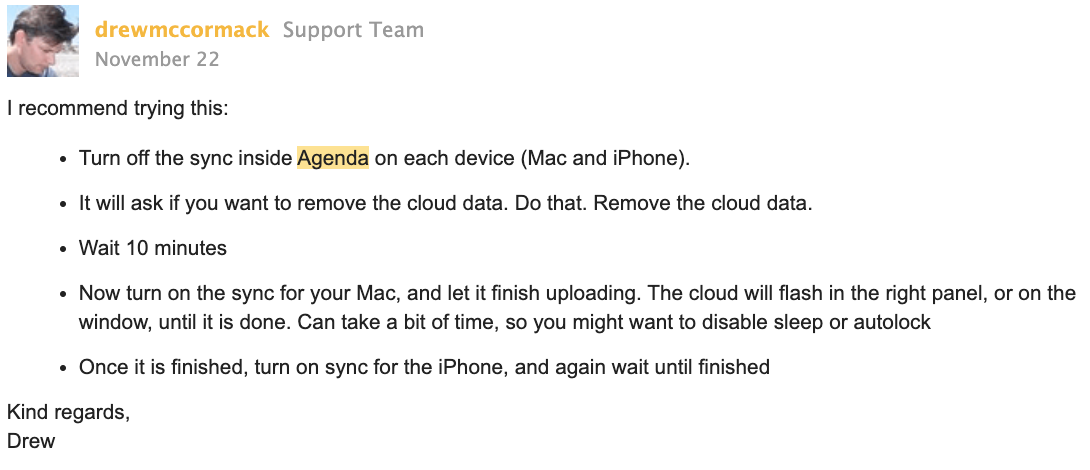 drewmccormack Support Team
November 22
I recommend trying this:
• Turn off the sync inside Agenda on each device (Mac and iPhone).
• It will ask if you want to remove the cloud data. Do that. Remove the cloud data.
• Wait 10 minutes
• Now turn on the sync for your Mac, and let it finish uploading. The cloud will flash in the right panel, or on the
window, until it is done. Can take a bit of time, so you might want to disable sleep or autolock
• Once it is finished, turn on sync for the iPhone, and again wait until finished
Kind regards,
Drew